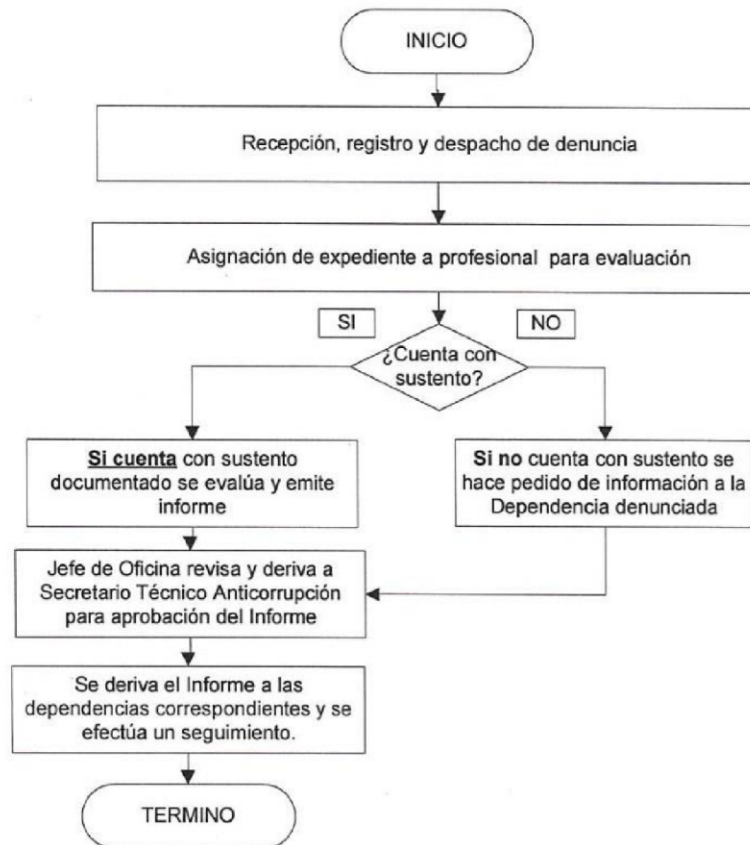 INICIO
Recepción, registro y despacho de denuncia
Asignación de expediente a profesional para evaluación
SI
NO
¿Cuenta con
sustento?
Si cuenta con sustento
documentado se evalúa y emite
informe
Si no cuenta con sustento se
hace pedido de información a la
Dependencia denunciada
Jefe de Oficina revisa y deriva a
Secretario Técnico Anticorrupción
para aprobación del Informe
Se deriva el Informe a las
dependencias correspondientes y se
efectúa un seguimiento.
TERMINO